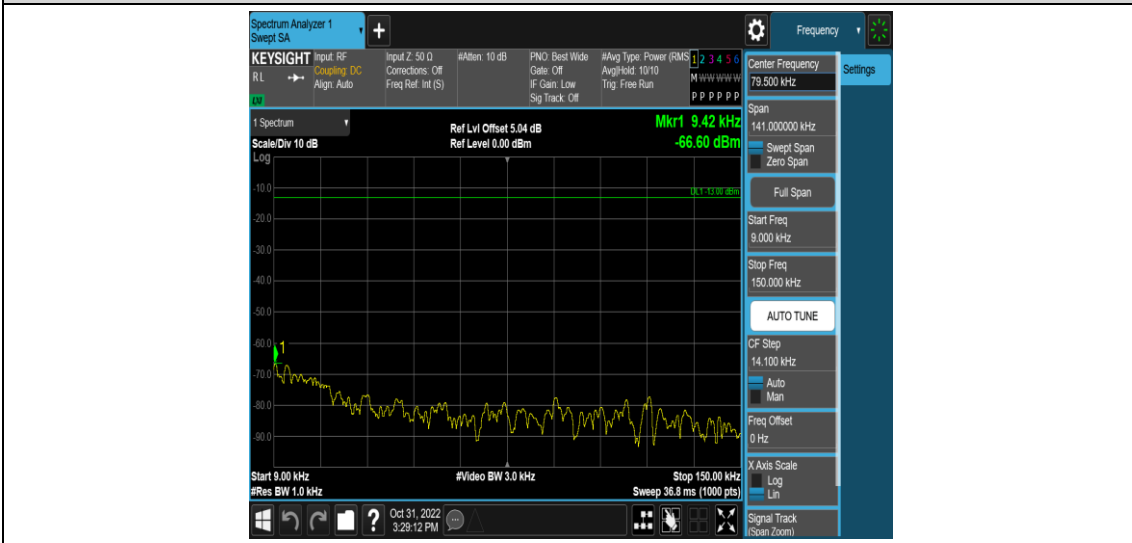 Spectrum Analyzer 1
Swept SA
+
Frequency
KEYSIGHT
RL
LXI
Input: RF
Coupling: DC
Align: Auto
Input Z: 50 Ω
Corrections: Off
Freq Ref: Int (S)
#Atten: 10 dB
PNO: Best Wide
Gate: Off
IF Gain: Low
Sig Track: Off
#Avg Type: Power (RMS
Avg|Hold: 10/10
Trig: Free Run
1 2 3 4 5 6
M W W W W W
P P P P P P
1 Spectrum
Scale/Div 10 dB
Log
Ref Lvl Offset 5.04 dB
Ref Level 0.00 dBm
Mkr1 9.42 kHz
-66.60 dBm
DL1 -13.00 dBm
-10.0
-20.0
-30.0
-40.0
-50.0
-60.0
1
-70.0
-80.0
-90.0
Start 9.00 kHz
#Res BW 1.0 kHz
#Video BW 3.0 kHz
Stop 150.00 kHz
Sweep 36.8 ms (1000 pts)
?
Oct 31, 2022
3:29:12 PM
Center Frequency
79.500 kHz
Settings
Span
141.000000 kHz
Swept Span
Zero Span
Full Span
Start Freq
9.000 kHz
Stop Freq
150.000 kHz
AUTO TUNE
CF Step
14.100 kHz
Auto
Man
Freq Offset
0 Hz
X Axis Scale
Log
Lin
Signal Track
(Span Zoom)